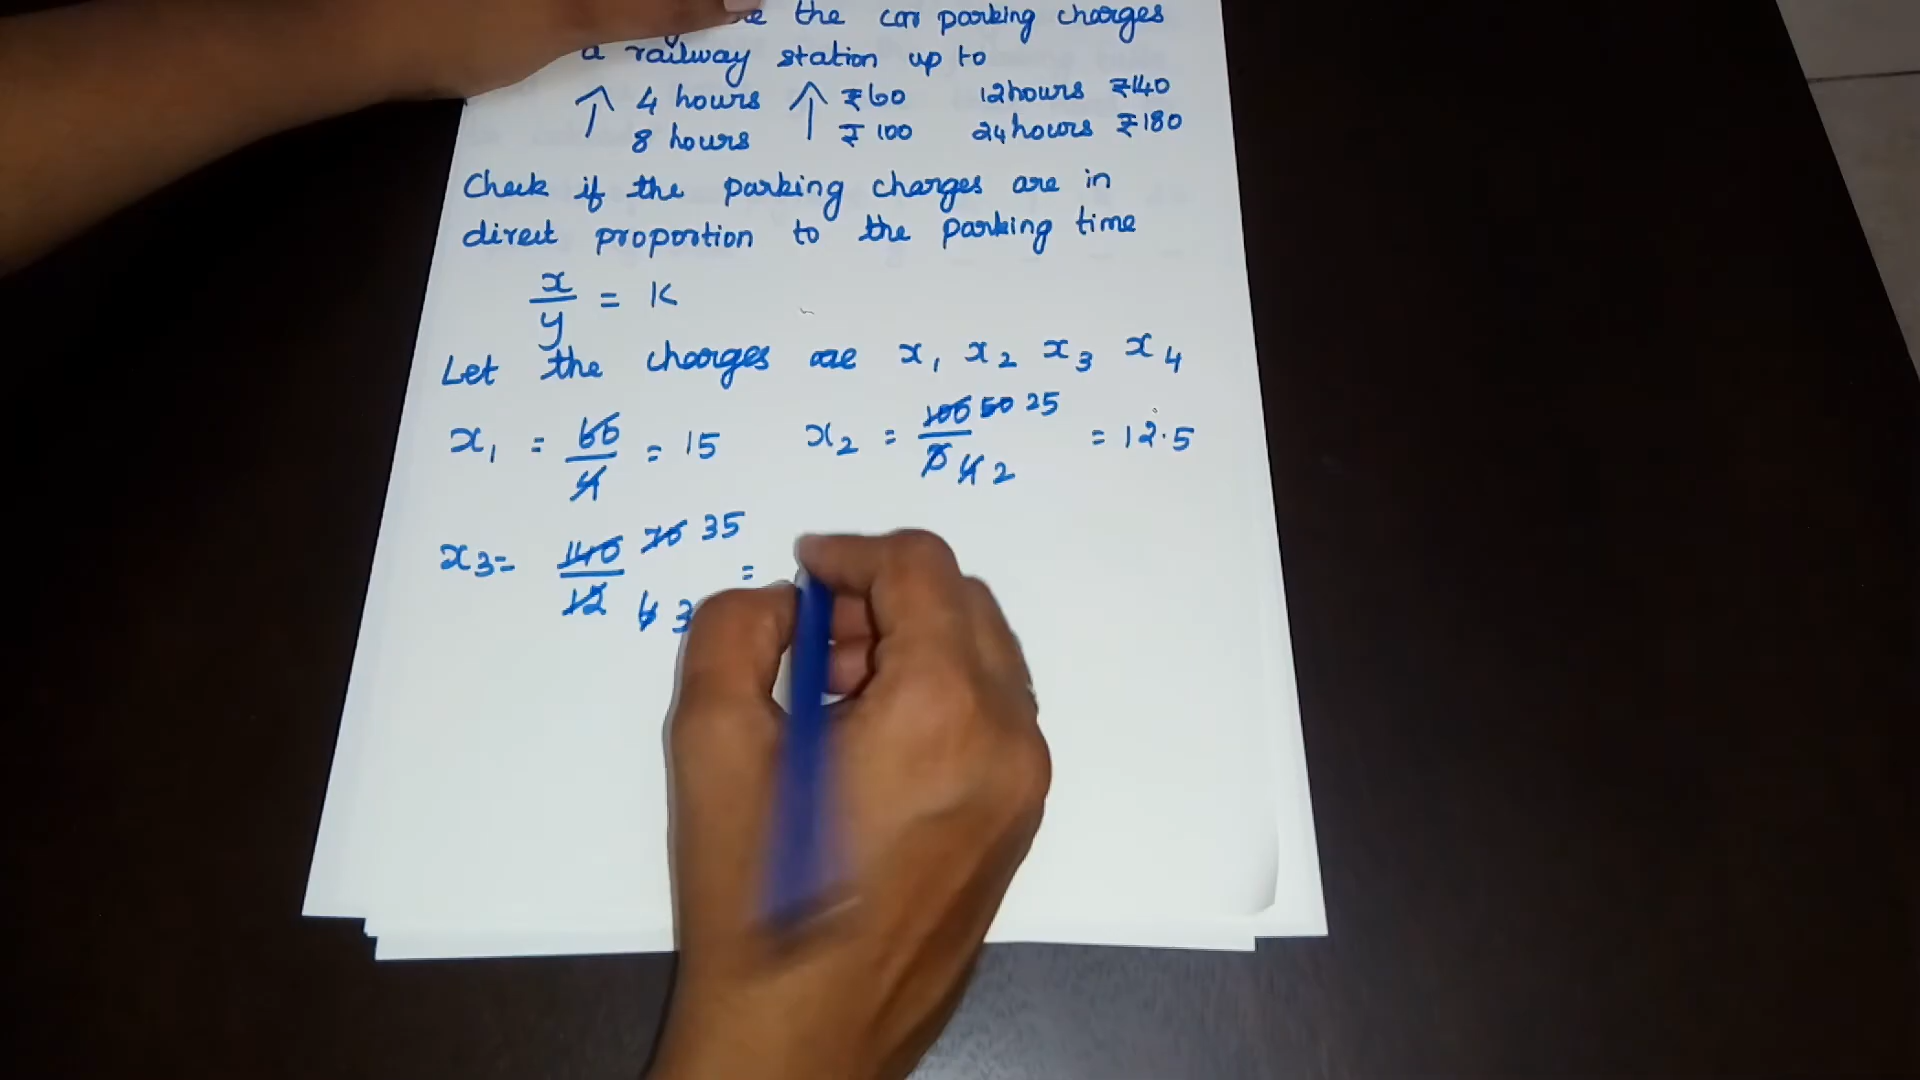 the car parking charges
a railway station up to
4 hours ₹60 12hours ₹140
8 hours ₹100 24hours ₹180
Check if the parking charges are in
direct proportion to the parking time
x/y = K
Let the charges are x1 x2 x3 x4
x1 = 60/4 = 15 x2 = 100 50 25 / 8 4 2 = 12.5
x3 = 140 70 35 / 12 6 3 =